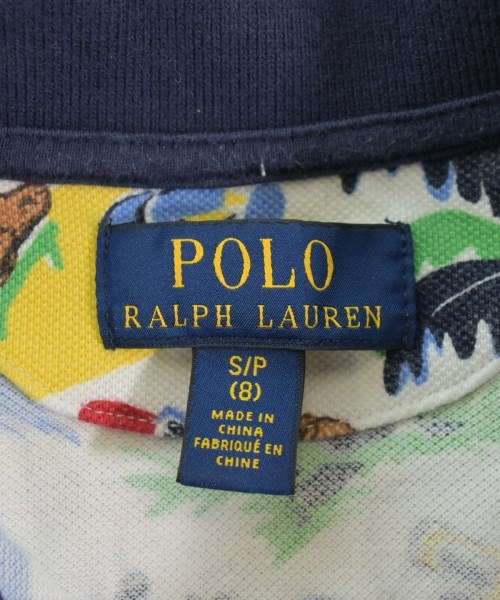 POLO
RALPH LAUREN
S/P
(8)
MADE IN
CHINA
FABRIQUÉ EN
CHINE